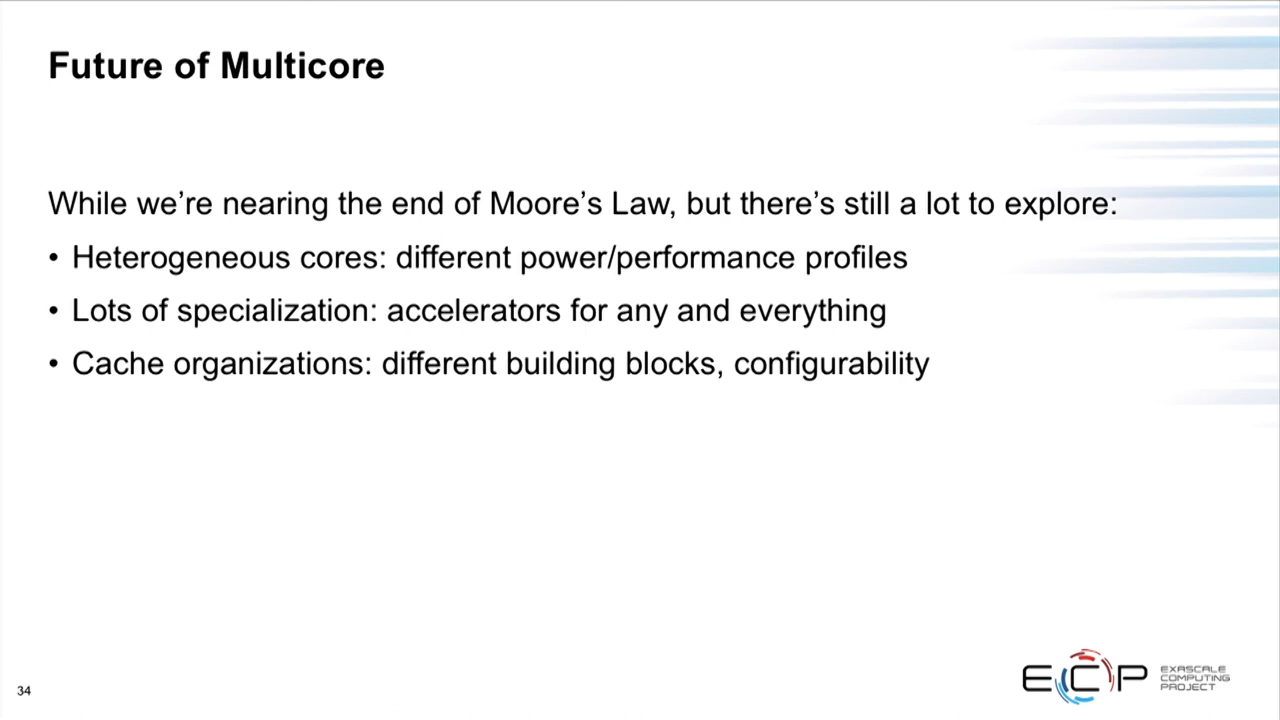 Future of Multicore
While we’re nearing the end of Moore’s Law, but there’s still a lot to explore:
• Heterogeneous cores: different power/performance profiles
• Lots of specialization: accelerators for any and everything
• Cache organizations: different building blocks, configurability
34
ECP
EXASCALE
COMPUTING
PROJECT